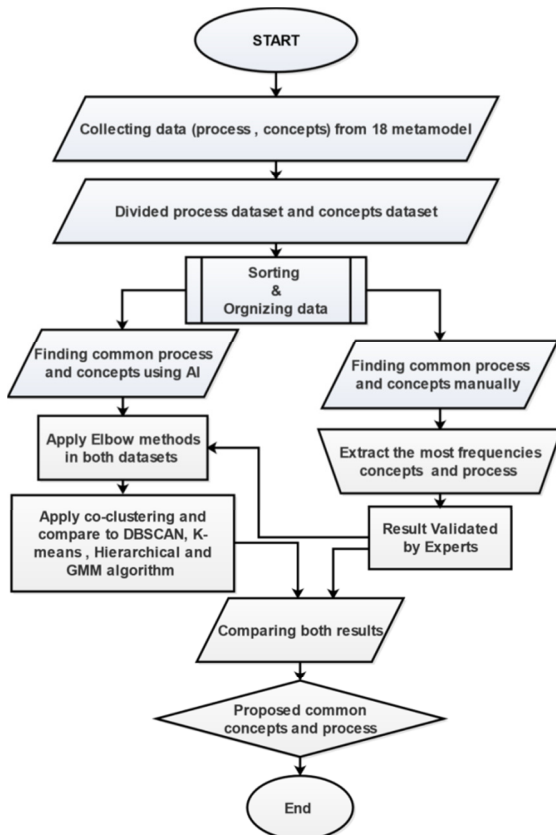 START
Collecting data (process , concepts) from 18 metamodel
Divided process dataset and concepts dataset
Sorting
&
Orgnizing data
Finding common process
and concepts using AI
Finding common process
and concepts manually
Apply Elbow methods
in both datasets
Extract the most frequencies
concepts and process
Apply co-clustering and
compare to DBSCAN, K-
means , Hierarchical and
GMM algorithm
Result Validated
by Experts
Comparing both results
Proposed common
concepts and process
End